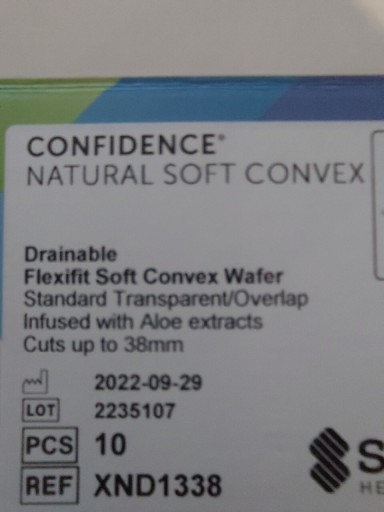 CONFIDENCE®
NATURAL SOFT CONVEX
Drainable
Flexifit Soft Convex Wafer
Standard Transparent/Overlap
Infused with Aloe extracts
Cuts up to 38mm
2022-09-29
LOT 2235107
PCS 10
REF XND1338